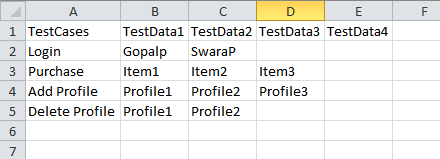 A B C D E F
1 TestCases TestData1 TestData2 TestData3 TestData4
2 Login Gopalp SwaraP
3 Purchase Item1 Item2 Item3
4 Add Profile Profile1 Profile2 Profile3
5 Delete Profile Profile1 Profile2
6
7